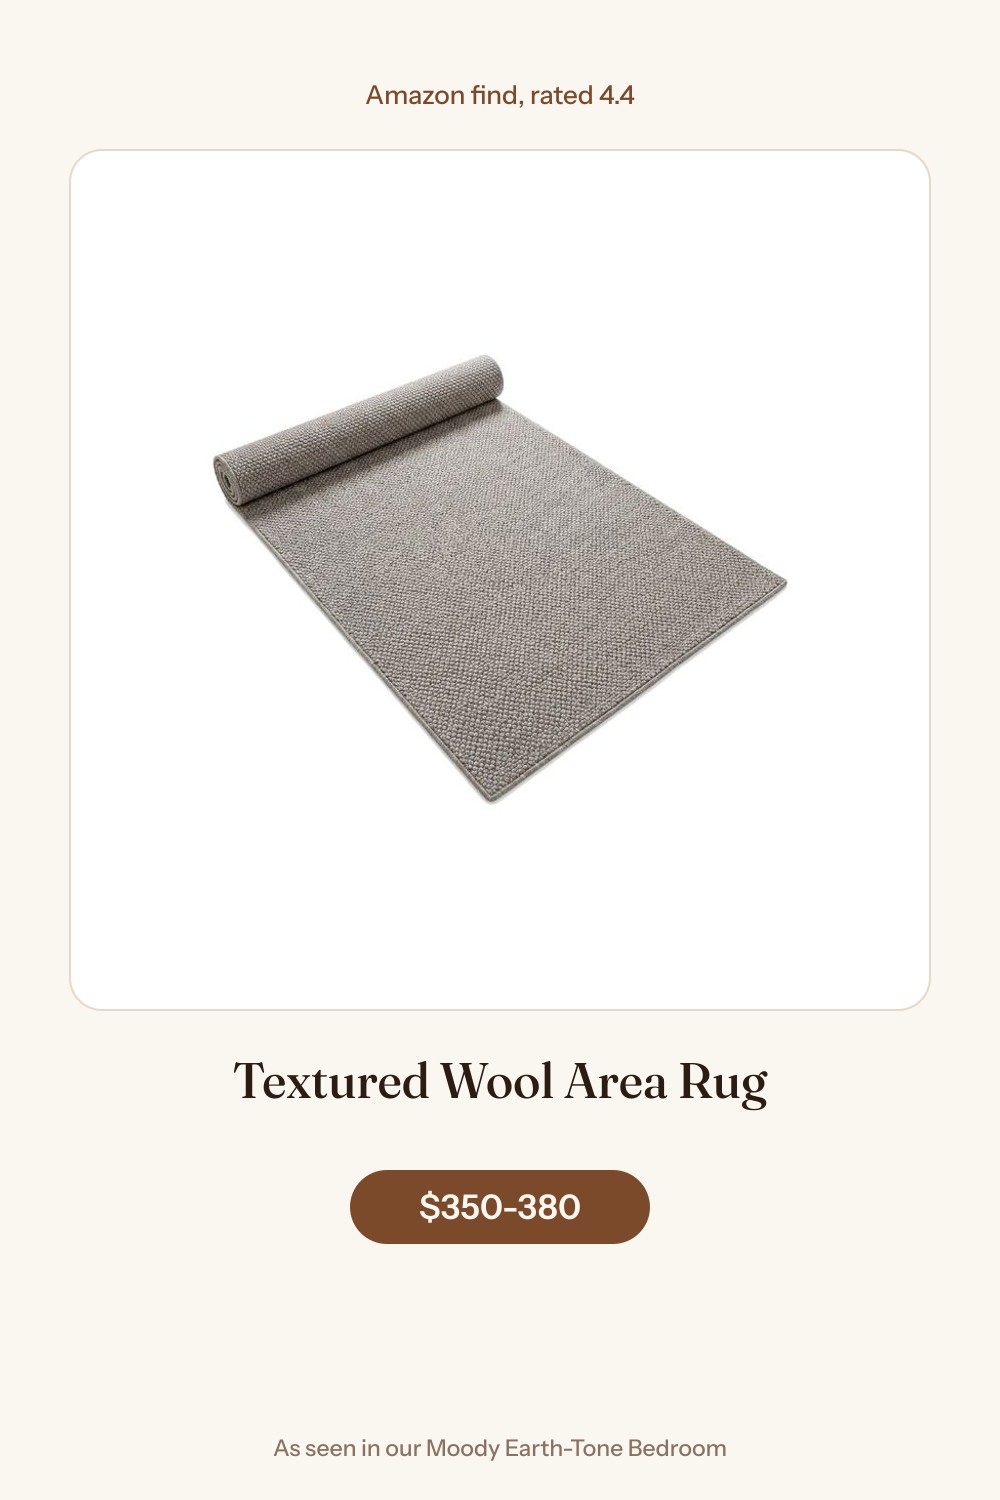 Amazon find, rated 4.4
Textured Wool Area Rug
$350-380
As seen in our Moody Earth-Tone Bedroom